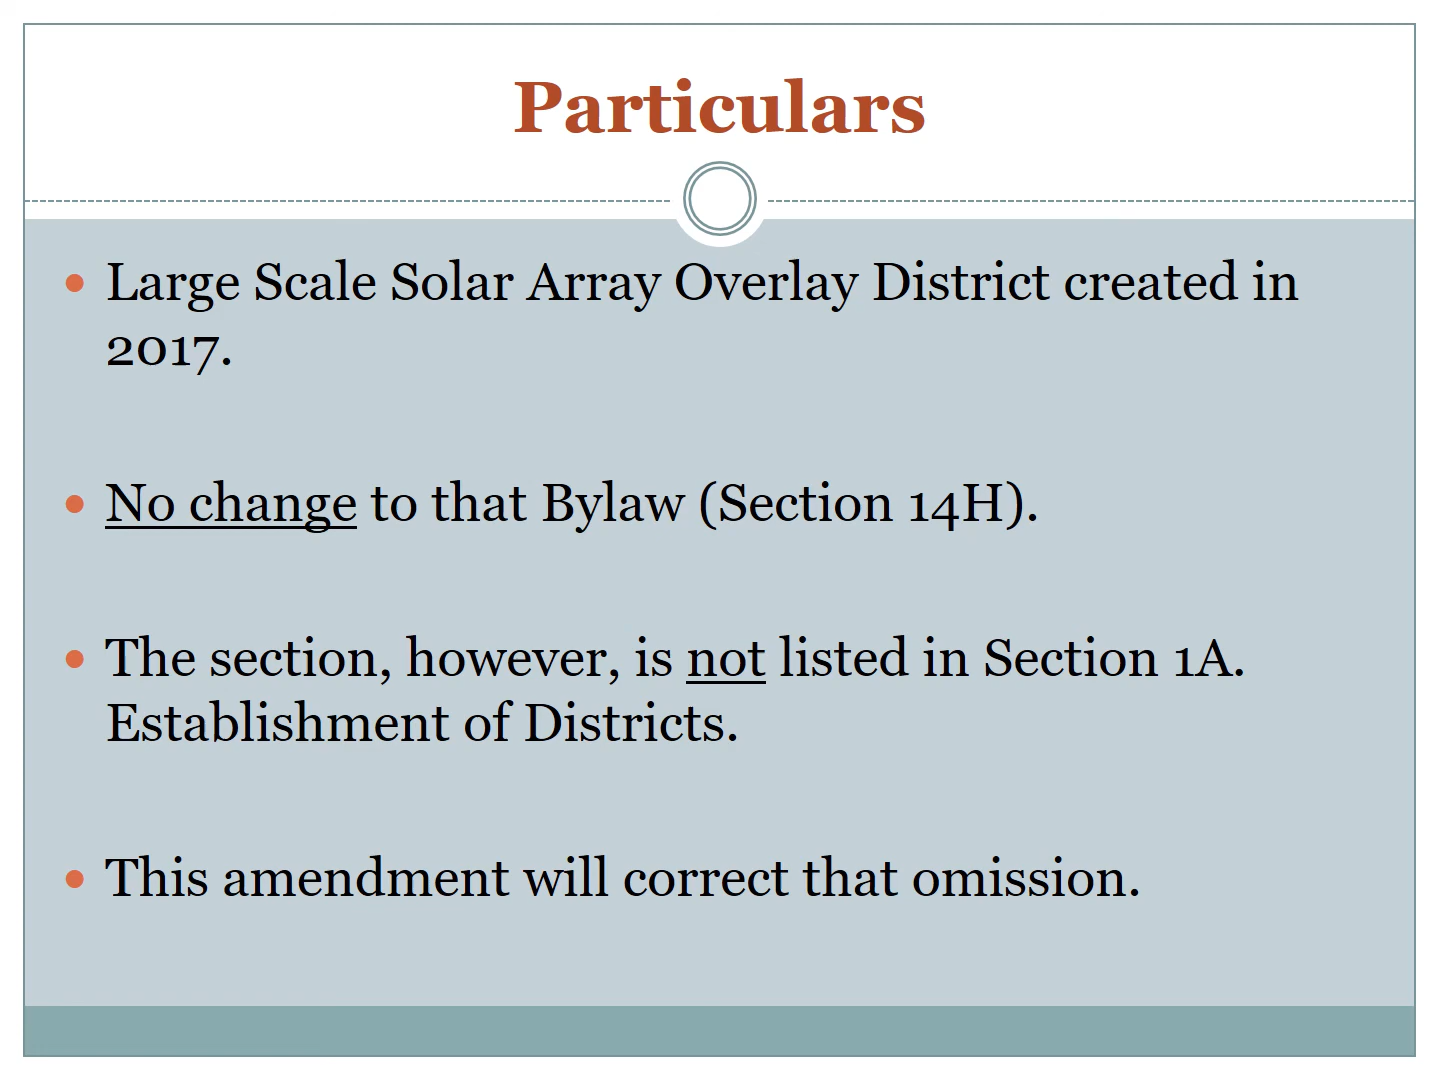 Particulars
• Large Scale Solar Array Overlay District created in
2017.
• No change to that Bylaw (Section 14H).
• The section, however, is not listed in Section 1A.
Establishment of Districts.
• This amendment will correct that omission.